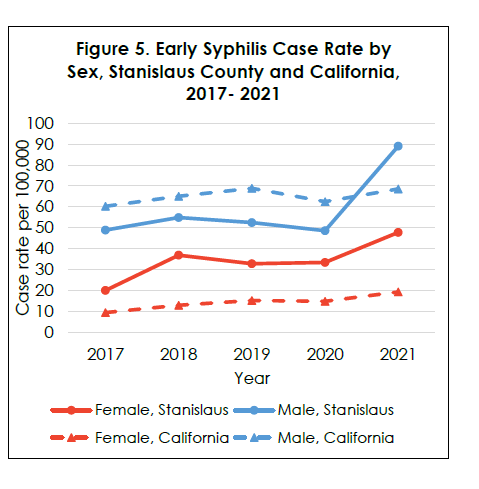 Figure 5. Early Syphilis Case Rate by
Sex, Stanislaus County and California,
2017- 2021
Case rate per 100,000
100
90
80
70
60
50
40
30
20
10
0
2017 2018 2019 2020 2021
Year
Female, Stanislaus Male, Stanislaus
Female, California Male, California